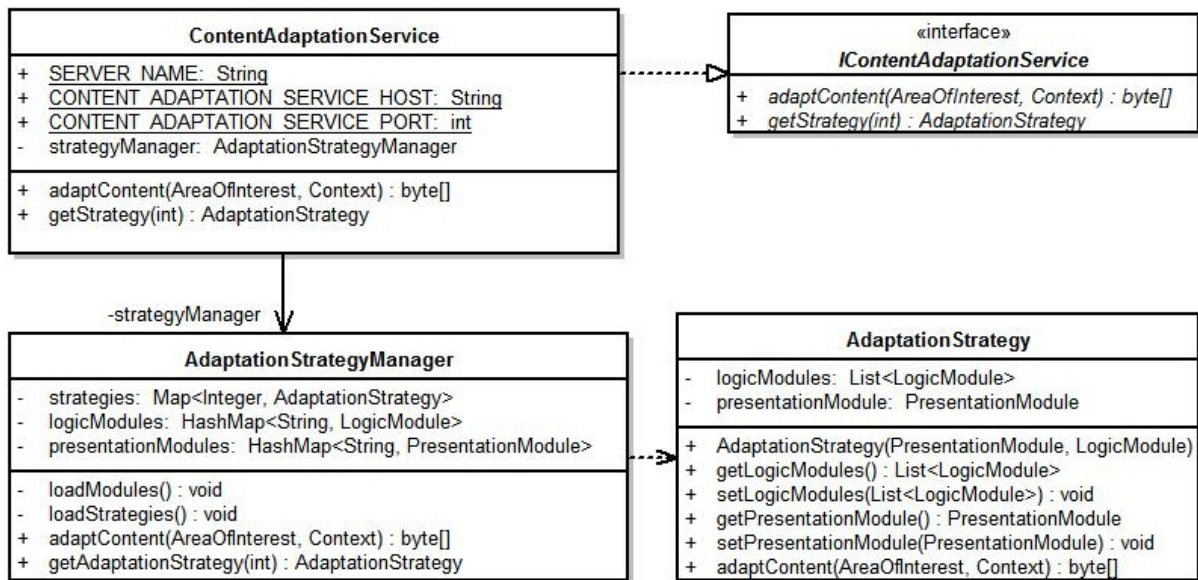 ContentAdaptationService
+ SERVER_NAME: String
+ CONTENT_ADAPTATION_SERVICE_HOST: String
+ CONTENT_ADAPTATION_SERVICE_PORT: int
- strategyManager: AdaptationStrategyManager
+ adaptContent(AreaOfInterest, Context) : byte[]
+ getStrategy(int) : AdaptationStrategy
«interface»
IContentAdaptationService
+ adaptContent(AreaOfInterest, Context) : byte[]
+ getStrategy(int) : AdaptationStrategy
-strategyManager
AdaptationStrategyManager
- strategies: Map<Integer, AdaptationStrategy>
- logicModules: HashMap<String, LogicModule>
- presentationModules: HashMap<String, PresentationModule>
- loadModules() : void
- loadStrategies() : void
+ adaptContent(AreaOfInterest, Context) : byte[]
+ getAdaptationStrategy(int) : AdaptationStrategy
AdaptationStrategy
- logicModules: List<LogicModule>
- presentationModule: PresentationModule
+ AdaptationStrategy(PresentationModule, LogicModule)
+ getLogicModules() : List<LogicModule>
+ setLogicModules(List<LogicModule>) : void
+ getPresentationModule() : PresentationModule
+ setPresentationModule(PresentationModule) : void
+ adaptContent(AreaOfInterest, Context) : byte[]